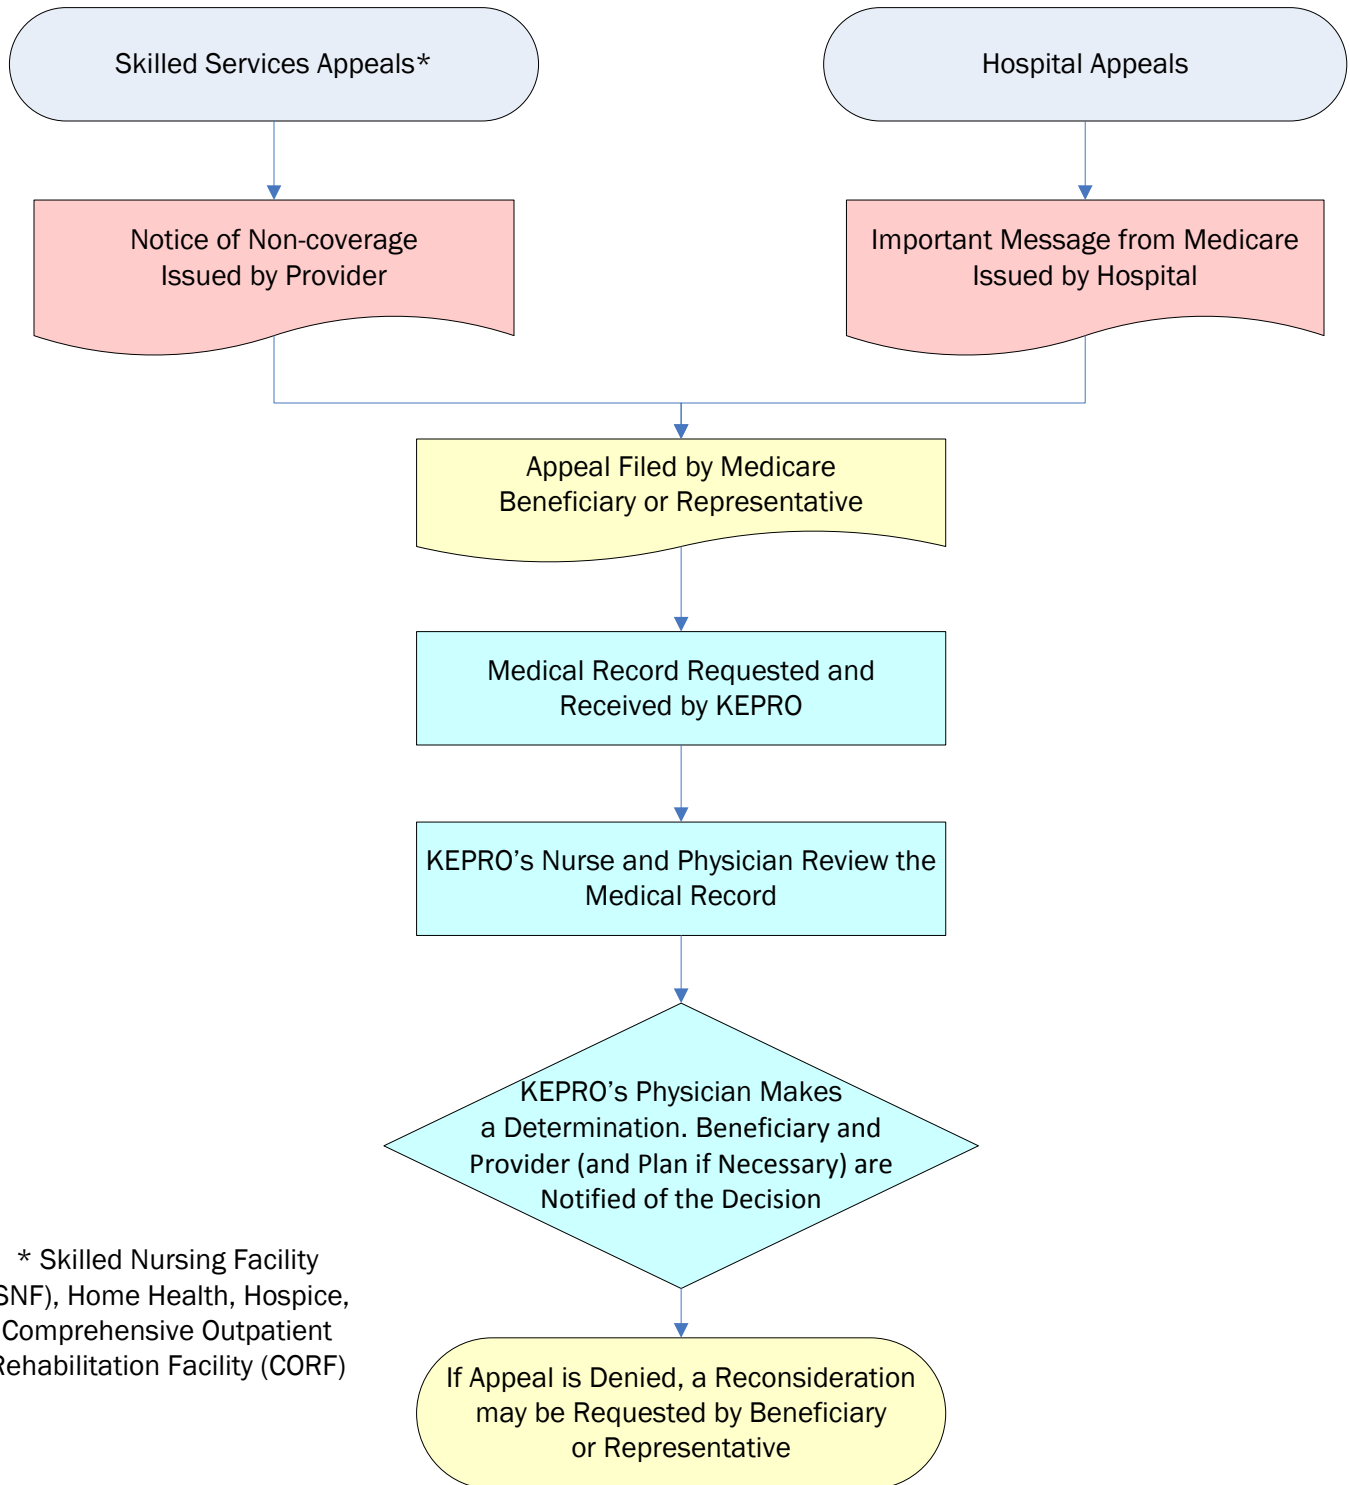 Skilled Services Appeals*
Hospital Appeals
Notice of Non-coverage
Issued by Provider
Important Message from Medicare
Issued by Hospital
Appeal Filed by Medicare
Beneficiary or Representative
Medical Record Requested and
Received by KEPRO
KEPRO’s Nurse and Physician Review the
Medical Record
KEPRO’s Physician Makes
a Determination. Beneficiary and
Provider (and Plan if Necessary) are
Notified of the Decision
* Skilled Nursing Facility
SNF), Home Health, Hospice,
Comprehensive Outpatient
Rehabilitation Facility (CORF)
If Appeal is Denied, a Reconsideration
may be Requested by Beneficiary
or Representative